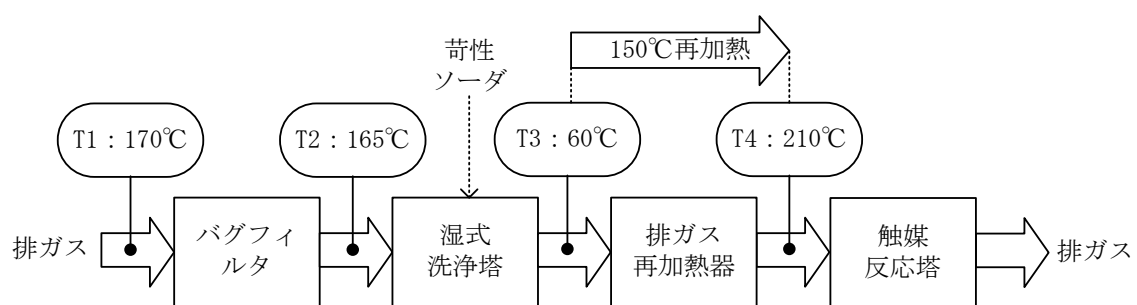 150℃再加熱
苛性
ソーダ
T1：170℃
T2：165℃
T3：60℃
T4：210℃
排ガス
バグフィ
ルタ
湿式
洗浄塔
排ガス
再加熱器
触媒
反応塔
排ガス